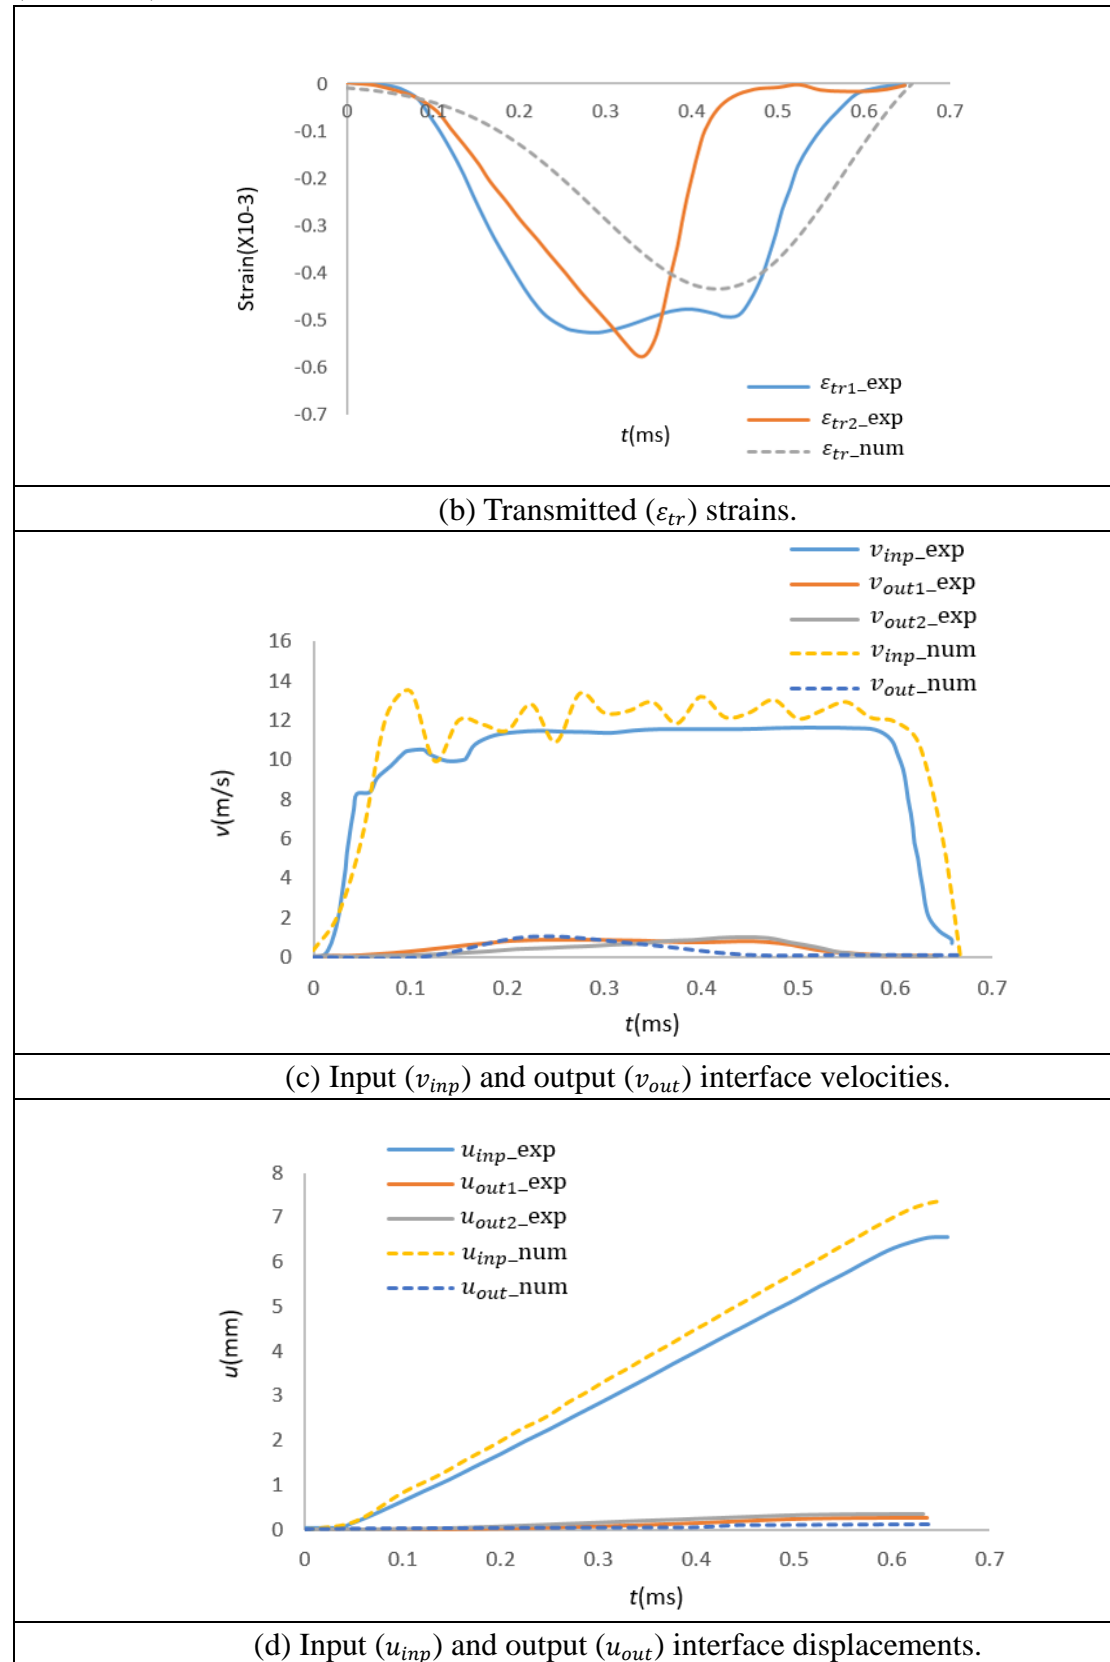 0
0 0.1 0.2 0.3 0.4 0.5 0.6 0.7
-0.1
-0.2
-0.3
-0.4
-0.5
-0.6
-0.7
Strain(X10-3)
t(ms)
εtr1_exp
εtr2_exp
εtr_num
(b) Transmitted (εtr) strains.
vinp_exp
vout1_exp
vout2_exp
vinp_num
vout_num
16
14
12
10
8
6
4
2
0
v(m/s)
0 0.1 0.2 0.3 0.4 0.5 0.6 0.7
t(ms)
(c) Input (vinp) and output (vout) interface velocities.
uinp_exp
uout1_exp
uout2_exp
uinp_num
uout_num
8
7
6
5
4
3
2
1
0
u(mm)
0 0.1 0.2 0.3 0.4 0.5 0.6 0.7
t(ms)
(d) Input (uinp) and output (uout) interface displacements.